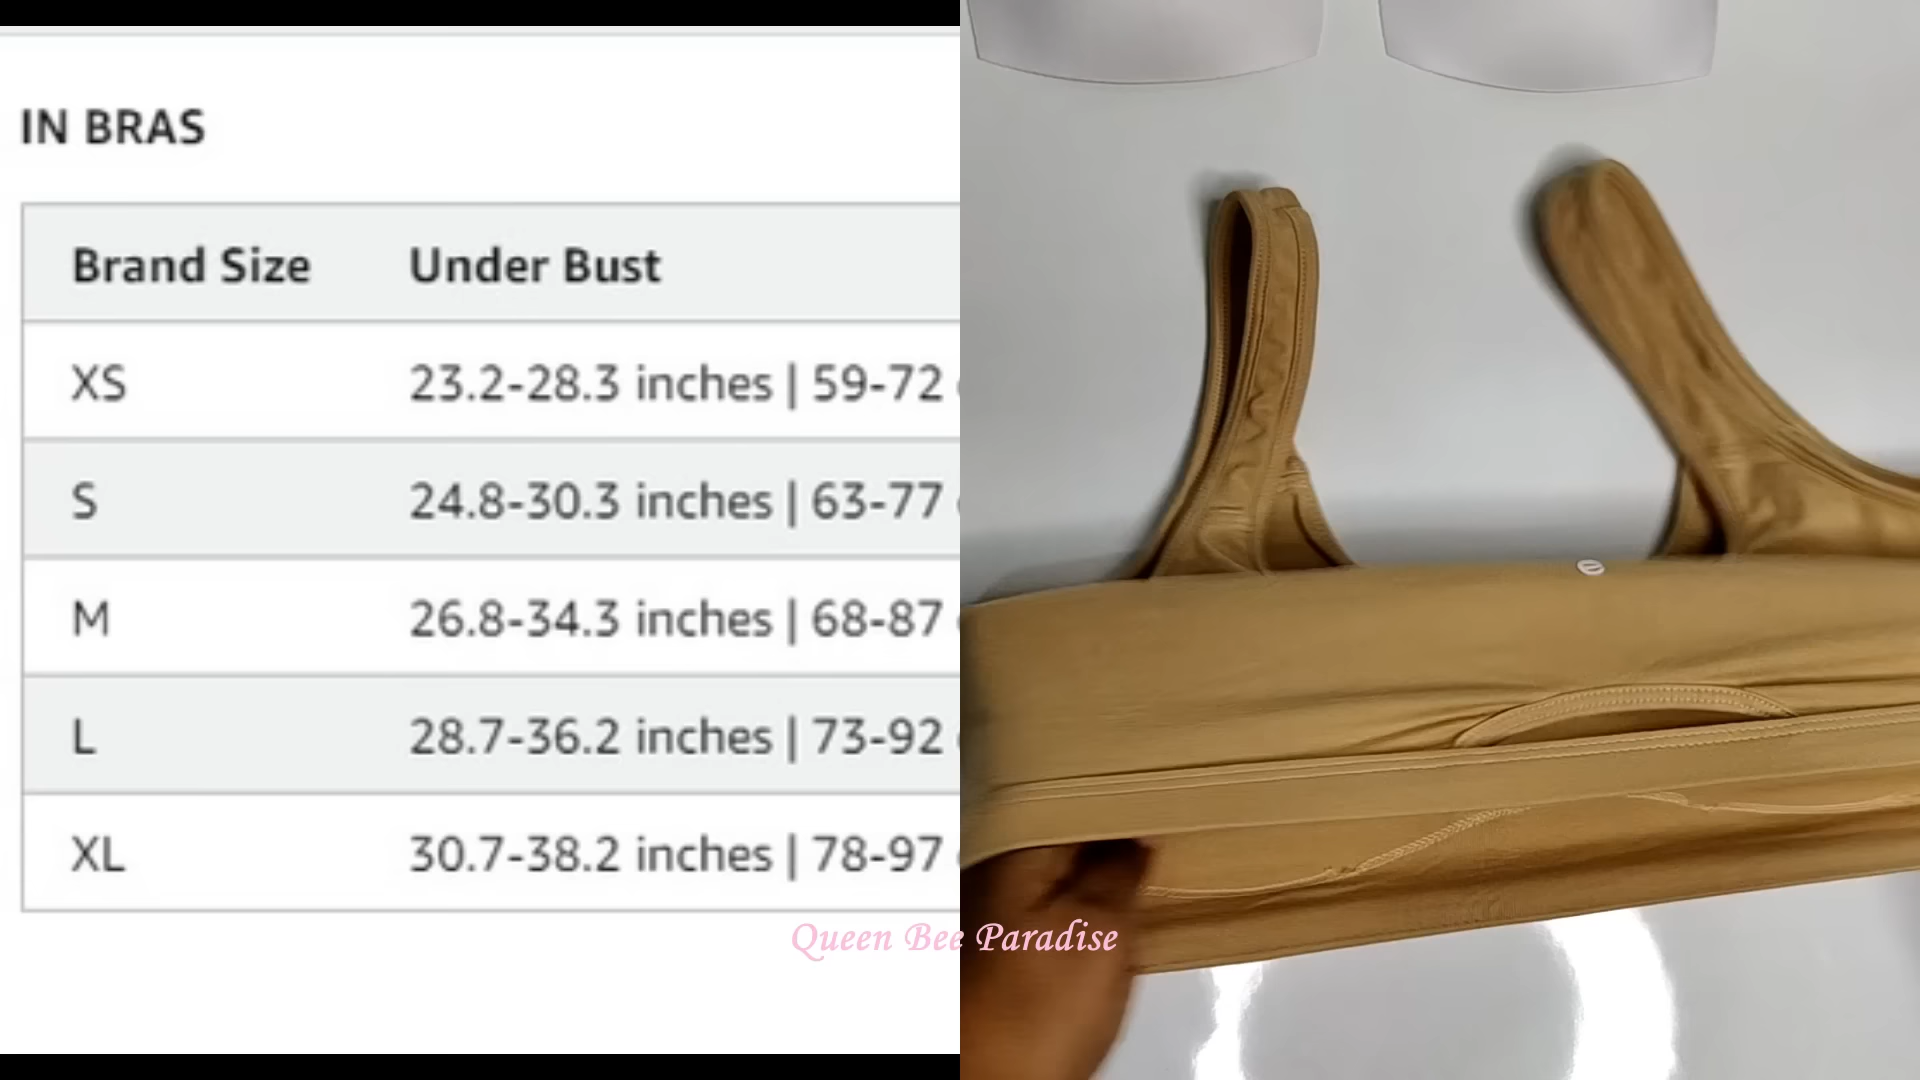 IN BRAS
Brand Size Under Bust
XS 23.2-28.3 inches | 59-72
S 24.8-30.3 inches | 63-77
M 26.8-34.3 inches | 68-87
L 28.7-36.2 inches | 73-92
XL 30.7-38.2 inches | 78-97
Queen Bee Paradise